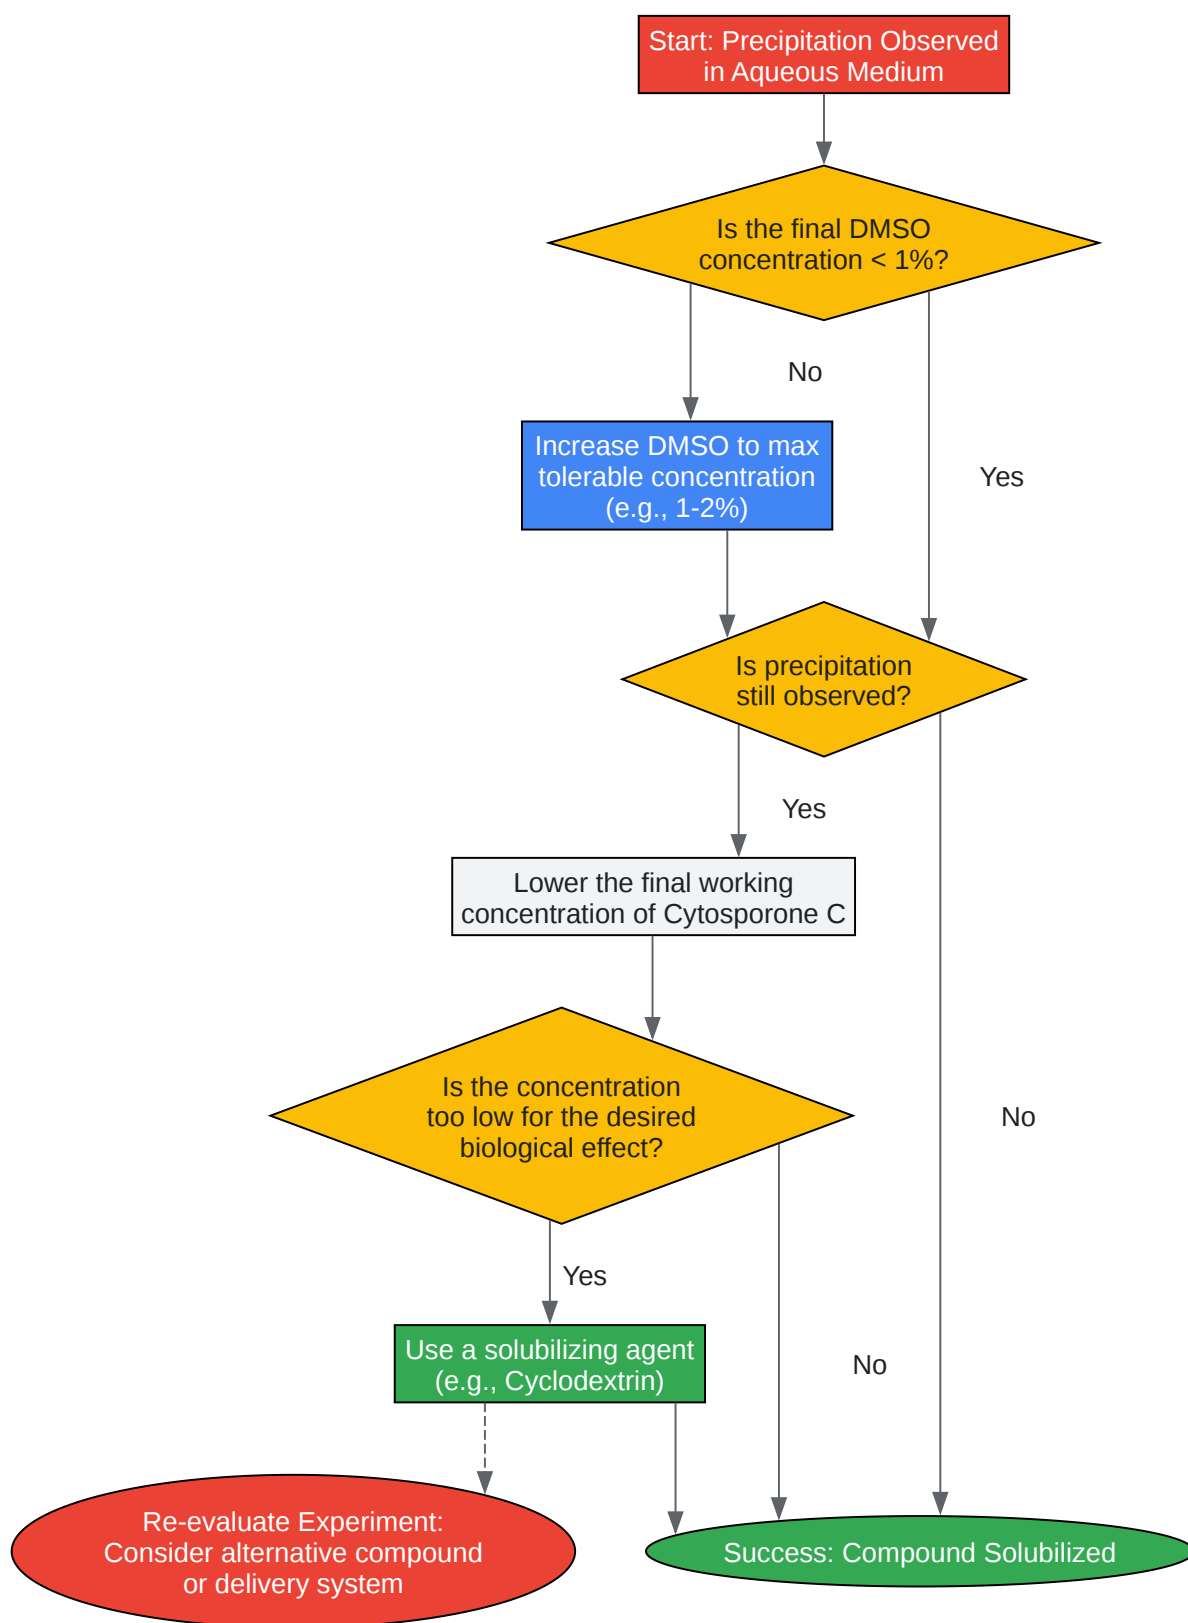 Start: Precipitation Observed
in Aqueous Medium
Is the final DMSO
concentration < 1%?
No
Increase DMSO to max
tolerable concentration
(e.g., 1-2%)
Yes
Is precipitation
still observed?
Yes
Lower the final working
concentration of Cytosporone C
Is the concentration
too low for the desired
biological effect?
No
Yes
Use a solubilizing agent
(e.g., Cyclodextrin)
No
Re-evaluate Experiment:
Consider alternative compound
or delivery system
Success: Compound Solubilized